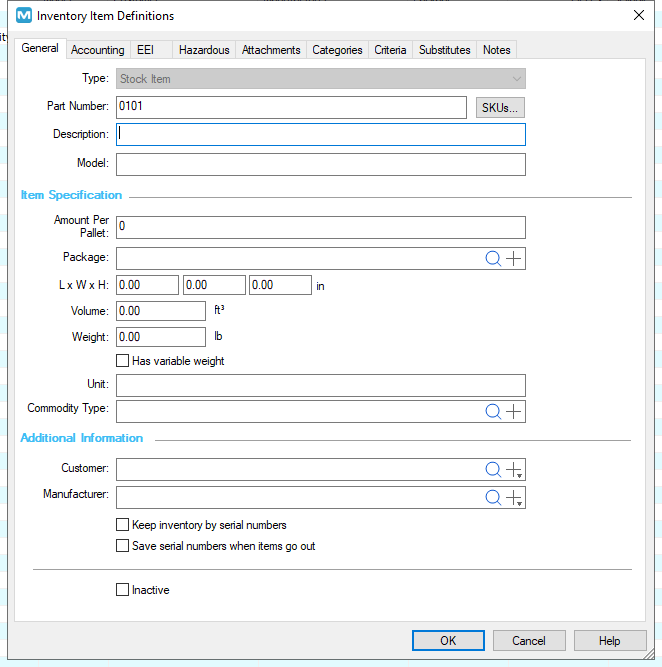 Inventory Item Definitions
General Accounting EEI Hazardous Attachments Categories Criteria Substitutes Notes
Type: Stock Item
Part Number: 0101 SKUs...
Description:
Model:
Item Specification
Amount Per
Pallet: 0
Package:
L x W x H: 0.00 0.00 0.00 in
Volume: 0.00 ft³
Weight: 0.00 lb
Has variable weight
Unit:
Commodity Type:
Additional Information
Customer:
Manufacturer:
Keep inventory by serial numbers
Save serial numbers when items go out
Inactive
OK Cancel Help